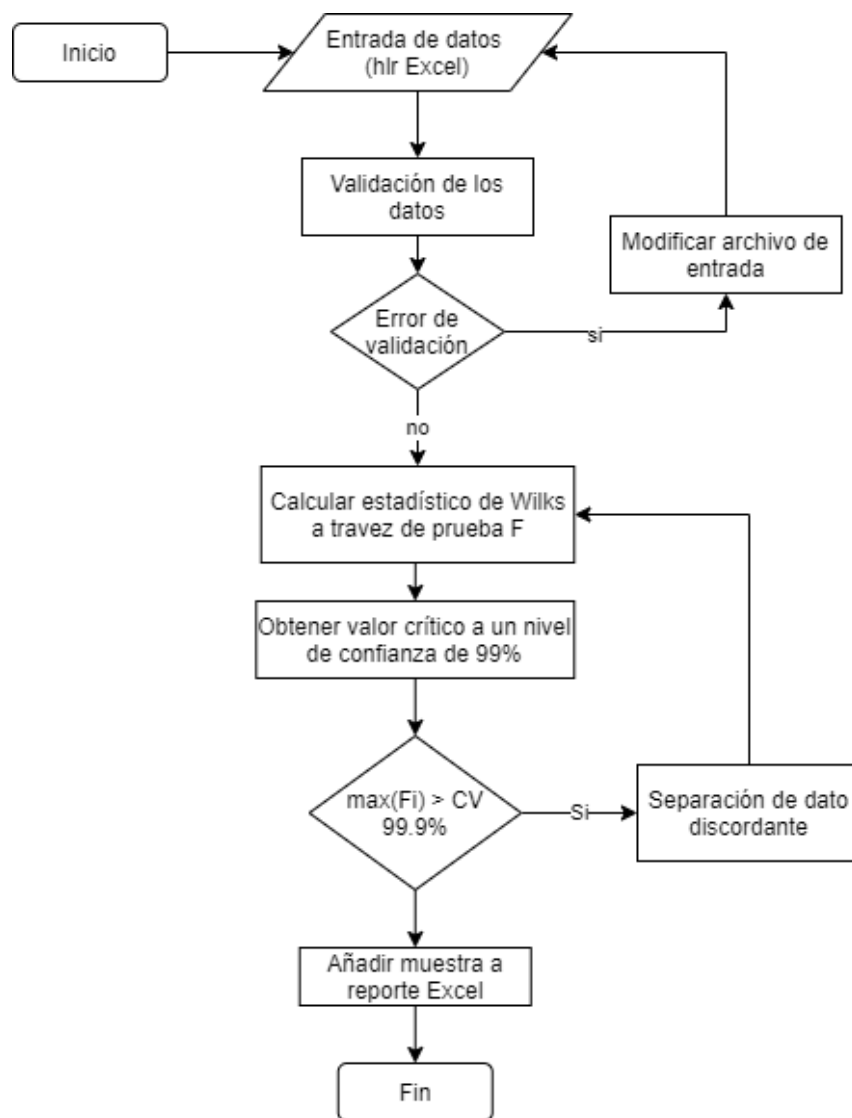 Inicio
Entrada de datos
(hlr Excel)
Validación de los
datos
Modificar archivo de
entrada
Error de
validación
si
no
Calcular estadístico de Wilks
a travez de prueba F
Obtener valor crítico a un nivel
de confianza de 99%
max(Fi) > CV
99.9%
Si
Separación de dato
discordante
Añadir muestra a
reporte Excel
Fin